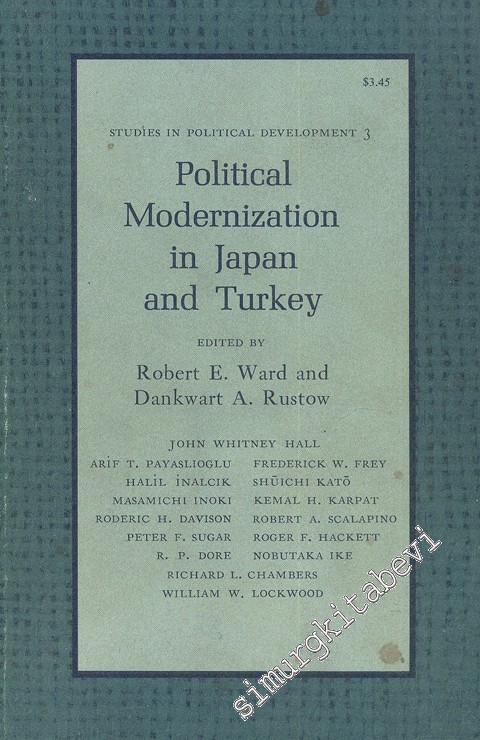 $3.45
STUDIES IN POLITICAL DEVELOPMENT 3
Political
Modernization
in Japan
and Turkey
EDITED BY
Robert E. Ward and
Dankwart A. Rustow
JOHN WHITNEY HALL
ARİF T. PAYASLIOGLU FREDERICK W. FREY
HALİL İNALCIK SHŪICHI KATŌ
MASAMICHI INOKI KEMAL H. KARPAT
RODERIC H. DAVISON ROBERT A. SCALAPINO
PETER F. SUGAR ROGER F. HACKETT
R. P. DORE NOBUTAKA IKE
RICHARD L. CHAMBERS
WILLIAM W. LOCKWOOD
simurgkitabevi